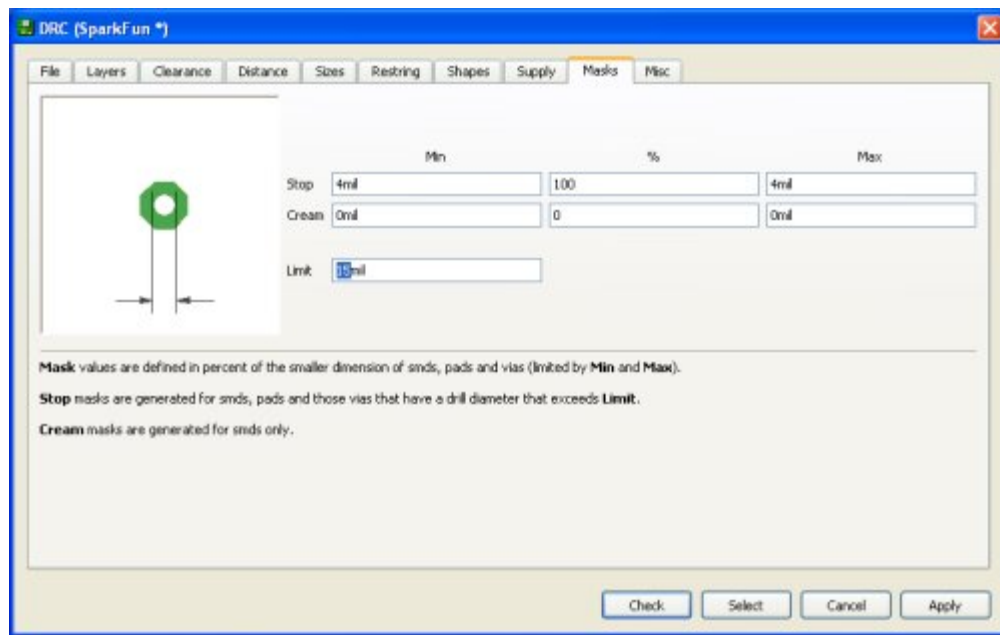 DRC (SparkFun *)
File Layers Clearance Distance Sizes Restring Shapes Supply Masks Misc
Min % Max
Stop 4mil 100 4mil
Cream 0mil 0 0mil
Limit 15mil
Mask values are defined in percent of the smaller dimension of smds, pads and vias (limited by Min and Max).
Stop masks are generated for smds, pads and those vias that have a drill diameter that exceeds Limit.
Cream masks are generated for smds only.
Check Select Cancel Apply